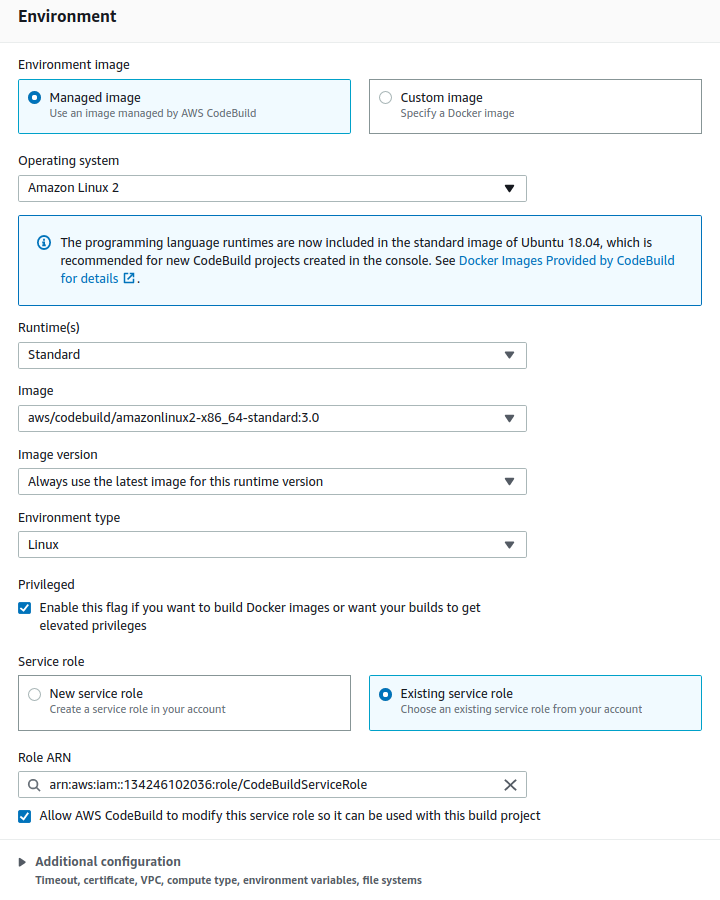 Environment
Environment image
Managed image
Use an image managed by AWS CodeBuild
Custom image
Specify a Docker image
Operating system
Amazon Linux 2
The programming language runtimes are now included in the standard image of Ubuntu 18.04, which is
recommended for new CodeBuild projects created in the console. See Docker Images Provided by CodeBuild
for details .
Runtime(s)
Standard
Image
aws/codebuild/amazonlinux2-x86_64-standard:3.0
Image version
Always use the latest image for this runtime version
Environment type
Linux
Privileged
Enable this flag if you want to build Docker images or want your builds to get
elevated privileges
Service role
New service role
Create a service role in your account
Existing service role
Choose an existing service role from your account
Role ARN
arn:aws:iam::134246102036:role/CodeBuildServiceRole
Allow AWS CodeBuild to modify this service role so it can be used with this build project
Additional configuration
Timeout, certificate, VPC, compute type, environment variables, file systems